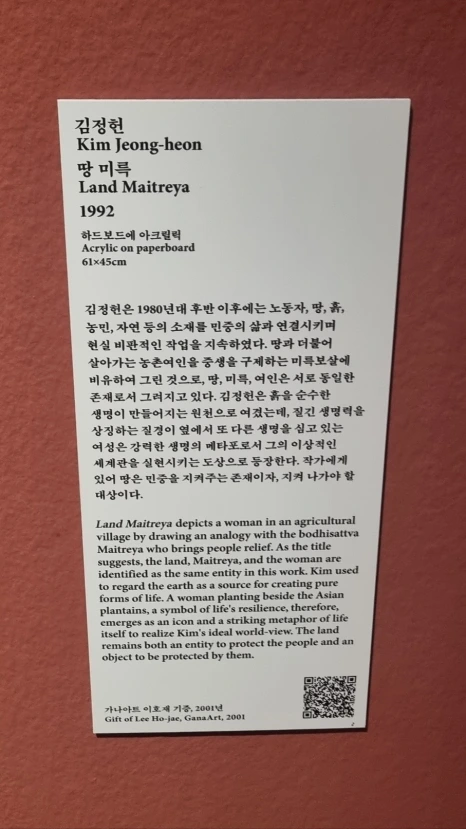 김정헌
Kim Jeong-heon
땅 미륵
Land Maitreya
1992
하드보드에 아크릴릭
Acrylic on paperboard
61×45cm
김정헌은 1980년대 후반 이후에는 노동자, 땅, 흙,
농민, 자연 등의 소재를 민중의 삶과 연결시키며
현실 비판적인 작업을 지속하였다. 땅과 더불어
살아가는 농촌여인을 중생을 구제하는 미륵보살에
비유하여 그린 것으로, 땅, 미륵, 여인은 서로 동일한
존재로서 그려지고 있다. 김정헌은 흙을 순수한
생명이 만들어지는 원천으로 여겼는데, 질긴 생명력을
상징하는 질경이 옆에서 또 다른 생명을 심고 있는
여성은 강력한 생명의 메타포로서 그의 이상적인
세계관을 실현시키는 도상으로 등장한다. 작가에게
있어 땅은 민중을 지켜주는 존재이자, 지켜 나가야 할
대상이다.
Land Maitreya depicts a woman in an agricultural
village by drawing an analogy with the bodhisattva
Maitreya who brings people relief. As the title
suggests, the land, Maitreya, and the woman are
identified as the same entity in this work. Kim used
to regard the earth as a source for creating pure
forms of life. A woman planting beside the Asian
plantains, a symbol of life's resilience, therefore,
emerges as an icon and a striking metaphor of life
itself to realize Kim's ideal world-view. The land
remains both an entity to protect the people and an
object to be protected by them.
가나아트 이호재 기증, 2001년
Gift of Lee Ho-jae, GanaArt, 2001